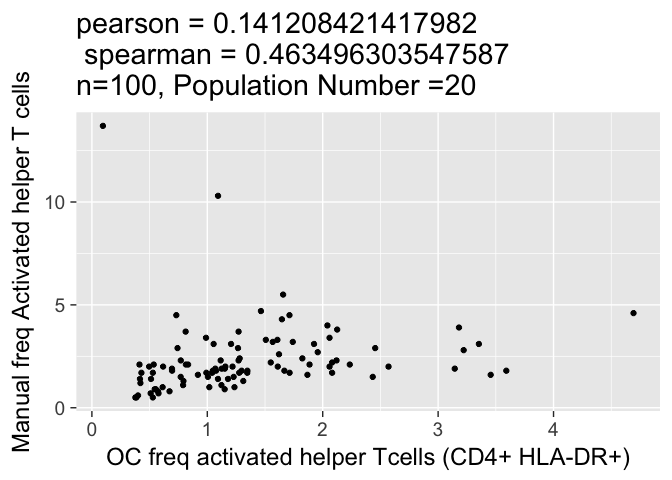 pearson = 0.141208421417982
spearman = 0.463496303547587
n=100, Population Number =20
Manual freq Activated helper T cells
10
5
0
0 1 2 3 4
OC freq activated helper Tcells (CD4+ HLA-DR+)